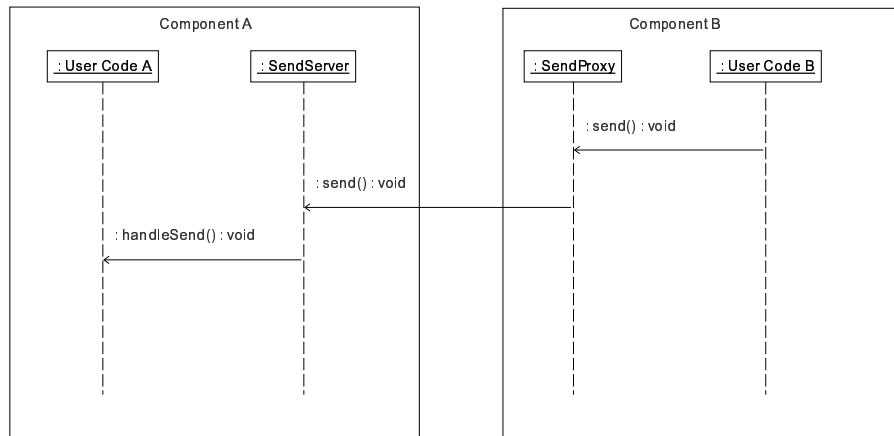 Component A
Component B
: User Code A
: SendServer
: SendProxy
: User Code B
: send() : void
: send() : void
: handleSend() : void